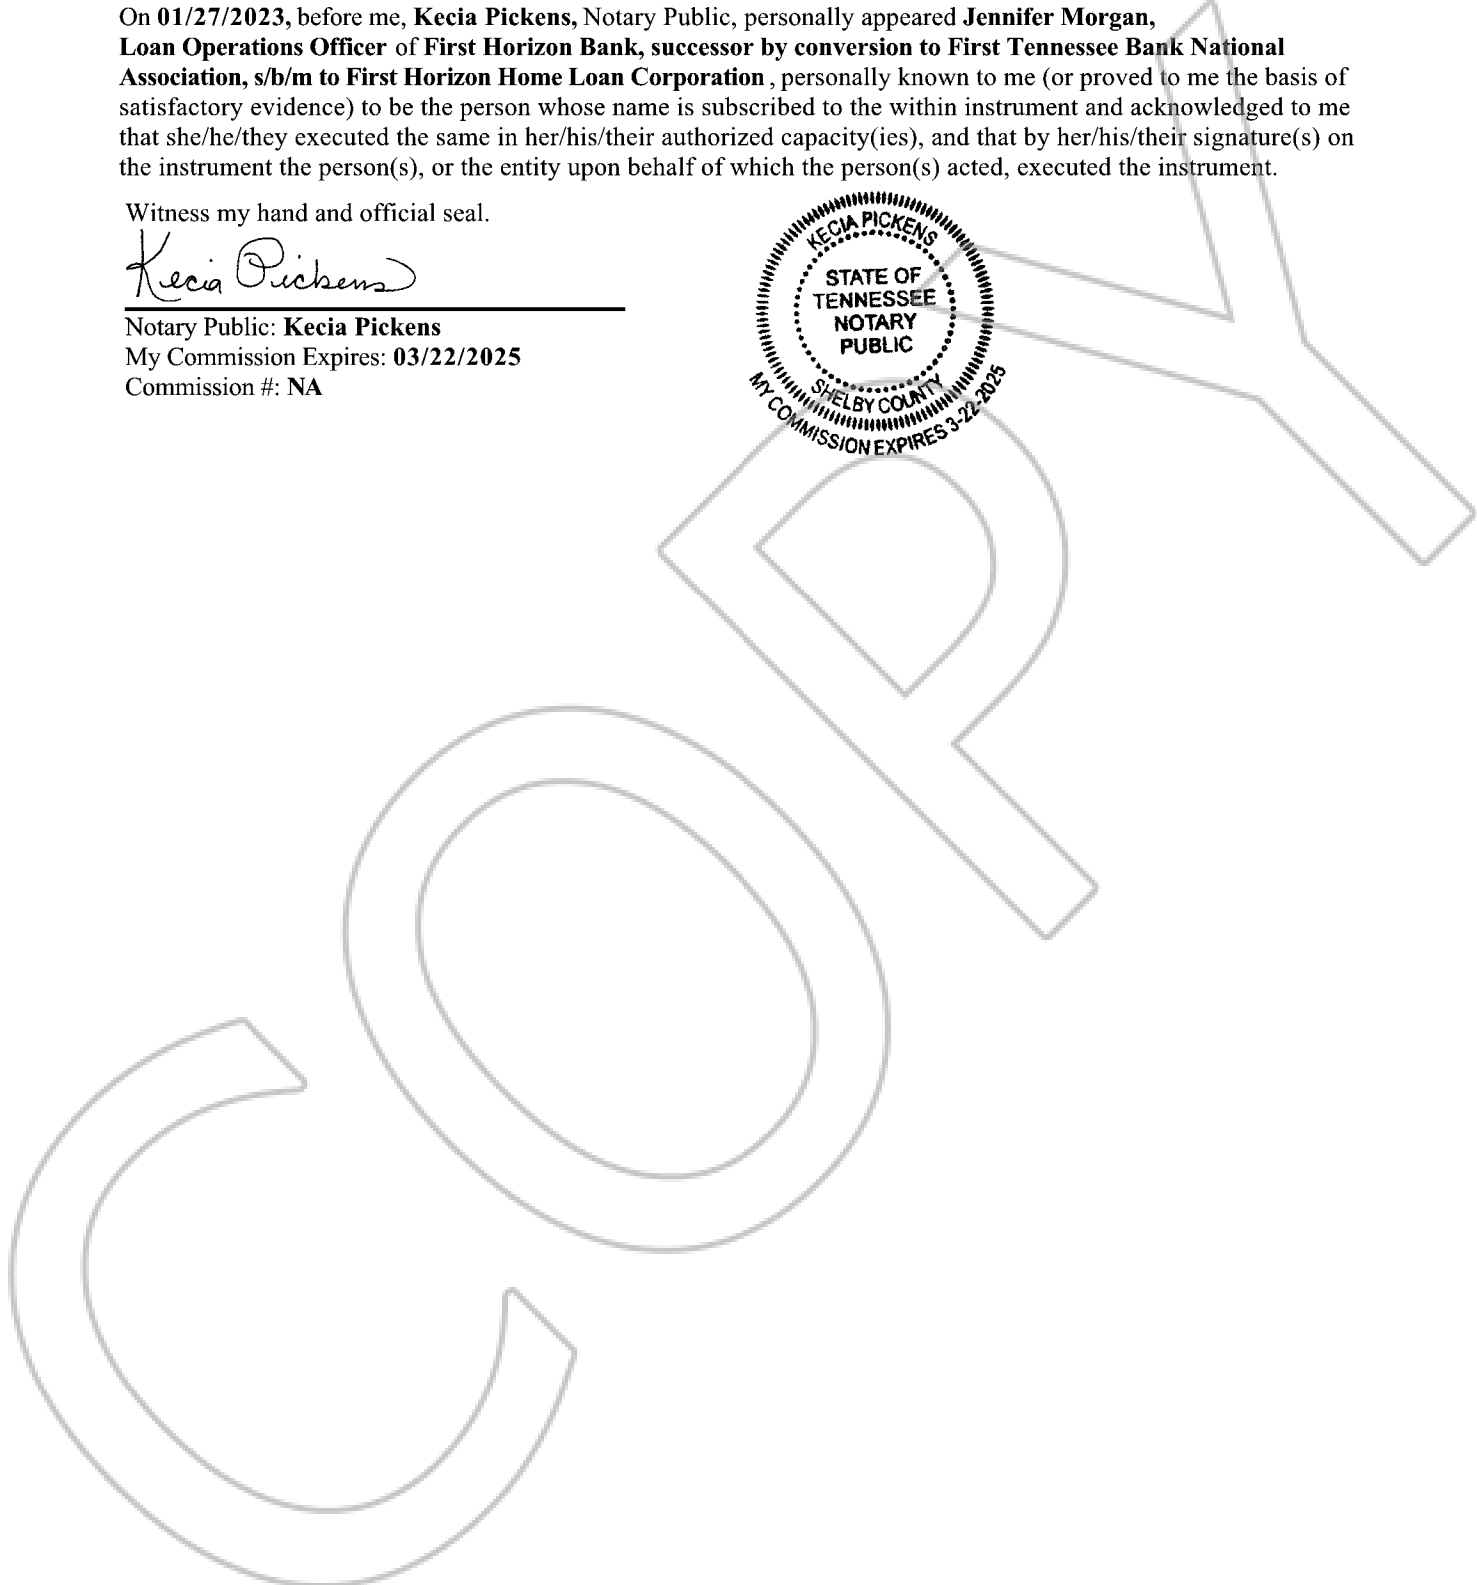 On 01/27/2023, before me, Kecia Pickens, Notary Public, personally appeared Jennifer Morgan,
Loan Operations Officer of First Horizon Bank, successor by conversion to First Tennessee Bank National
Association, s/b/m to First Horizon Home Loan Corporation, personally known to me (or proved to me the basis of
satisfactory evidence) to be the person whose name is subscribed to the within instrument and acknowledged to me
that she/he/they executed the same in her/his/their authorized capacity(ies), and that by her/his/their signature(s) on
the instrument the person(s), or the entity upon behalf of which the person(s) acted, executed the instrument.
Witness my hand and official seal.
Kecia Pickens
Notary Public: Kecia Pickens
My Commission Expires: 03/22/2025
Commission #: NA
KECIA PICKENS
STATE OF
TENNESSEE
NOTARY
PUBLIC
SHELBY COUNTY
MY COMMISSION EXPIRES 3-22-2025
COPY